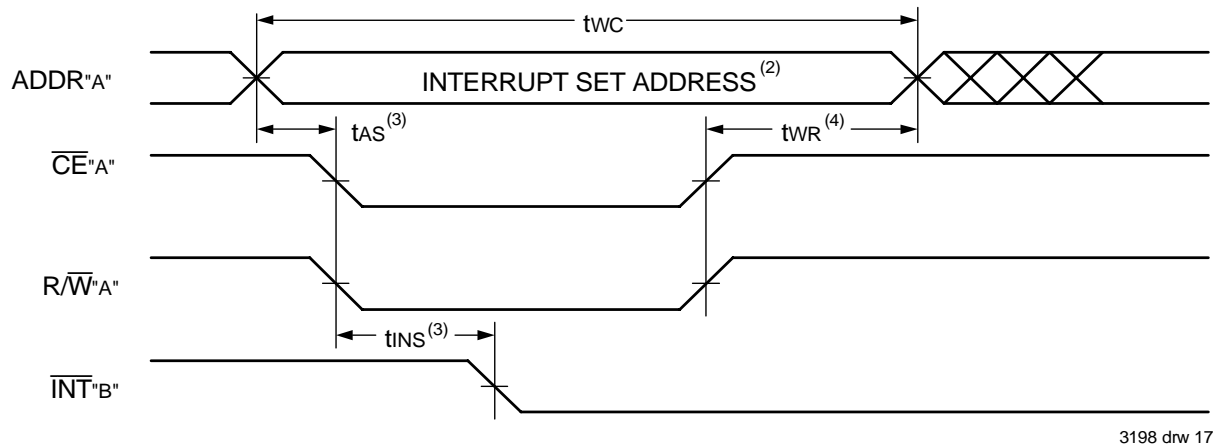 tWC
ADDR"A"
INTERRUPT SET ADDRESS(2)
tAS(3)
tWR(4)
CE"A"
R/W"A"
tINS(3)
INT"B"
3198 drw 17